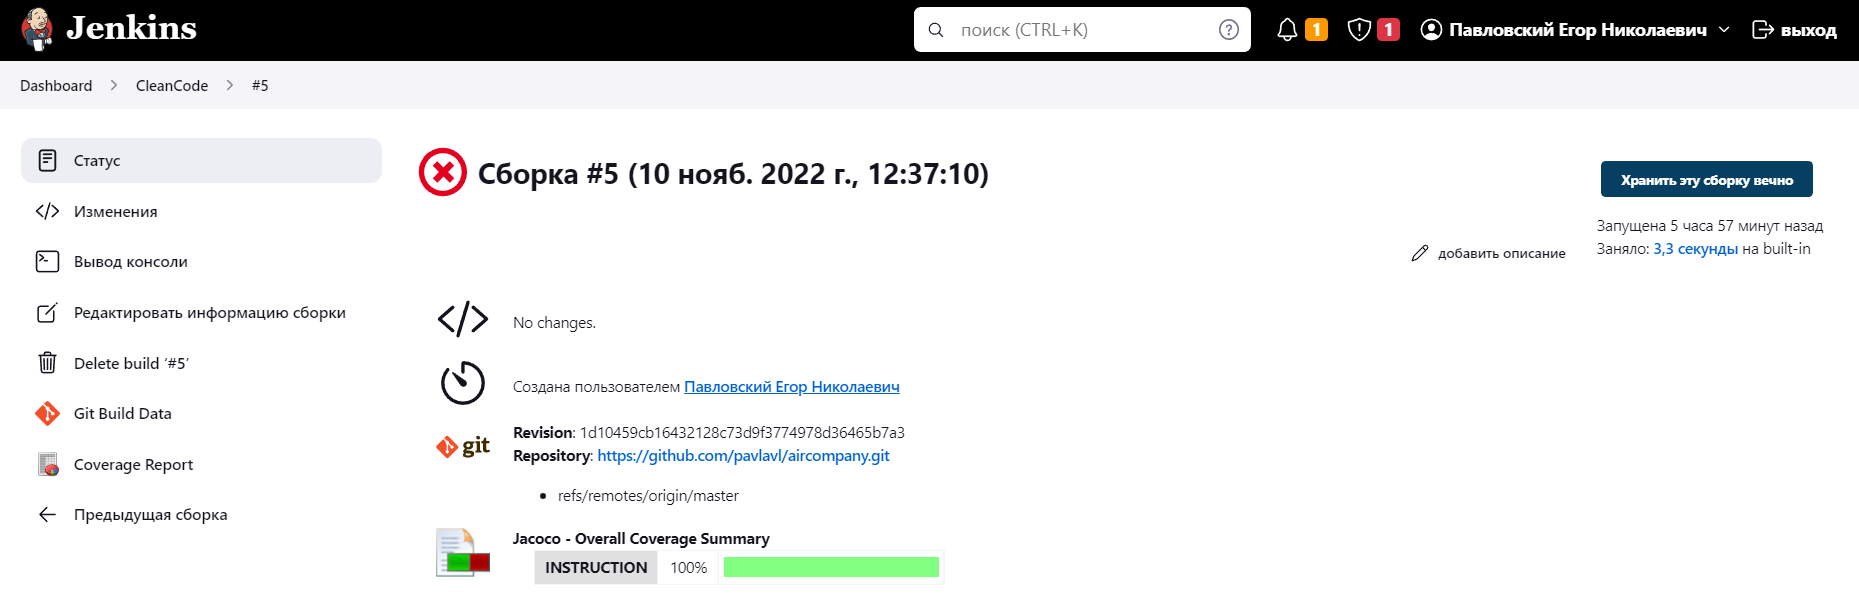 Jenkins
поиск (CTRL+K)
1
1
Павловский Егор Николаевич
выход
Dashboard
CleanCode
#5
Статус
Изменения
Вывод консоли
Редактировать информацию сборки
Delete build ‘#5’
Git Build Data
Coverage Report
Предыдущая сборка
Сборка #5 (10 нояб. 2022 г., 12:37:10)
Хранить эту сборку вечно
Запущена 5 часа 57 минут назад
Заняло: 3,3 секунды на built-in
добавить описание
No changes.
Создана пользователем Павловский Егор Николаевич
git
Revision: 1d10459cb16432128c73d9f3774978d36465b7a3
Repository: https://github.com/pavlavl/aircompany.git
• refs/remotes/origin/master
Jacoco - Overall Coverage Summary
INSTRUCTION 100%